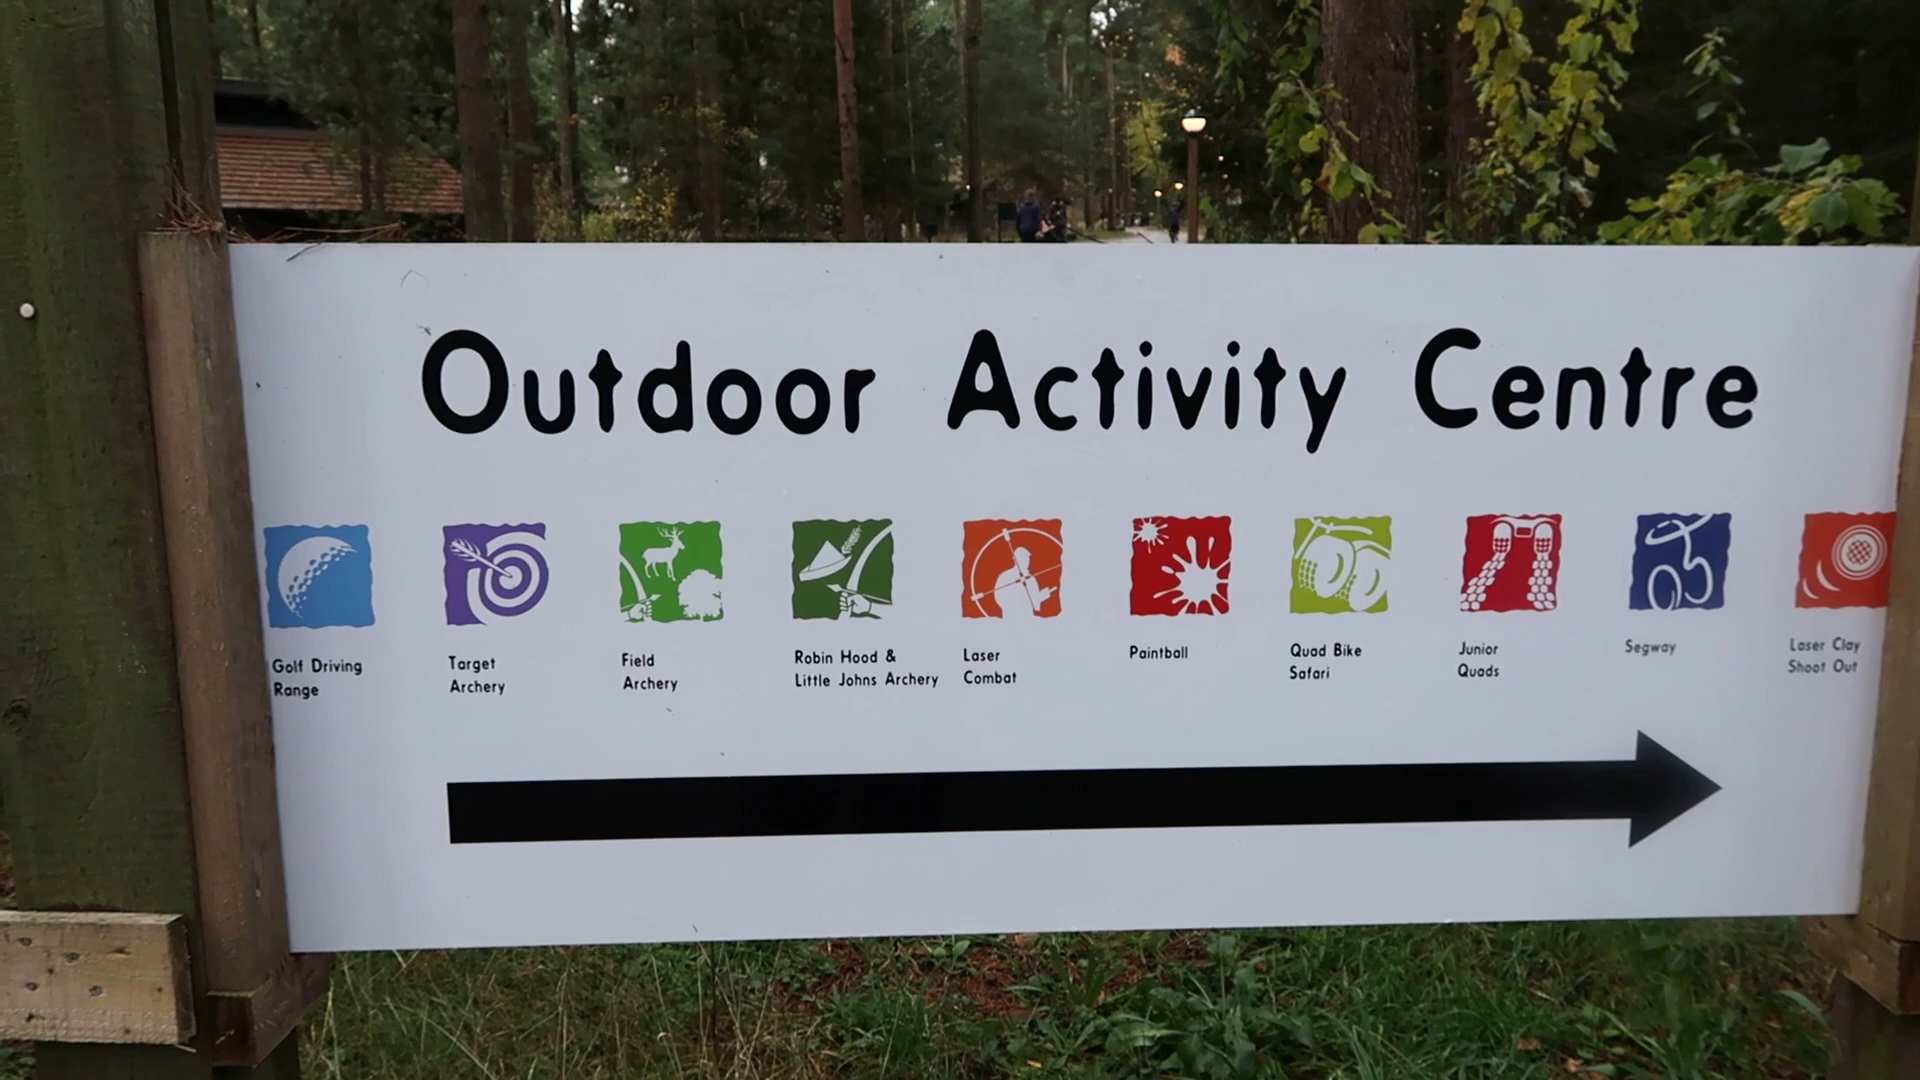 Outdoor Activity Centre
Golf Driving
Range
Target
Archery
Field
Archery
Robin Hood &
Little Johns Archery
Laser
Combat
Paintball
Quad Bike
Safari
Junior
Quads
Segway
Laser Clay
Shoot Out